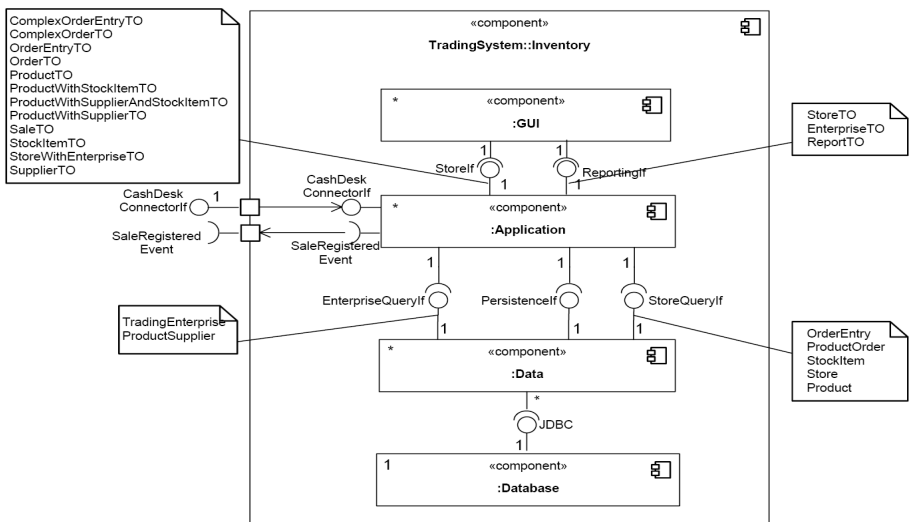 ComplexOrderEntryTO
ComplexOrderTO
OrderEntryTO
OrderTO
ProductTO
ProductWithStockItemTO
ProductWithSupplierAndStockItemTO
ProductWithSupplierTO
SaleTO
StockItemTO
StoreWithEnterpriseTO
SupplierTO
«component»
TradingSystem::Inventory
* «component»
:GUI
StoreTO
EnterpriseTO
ReportTO
1 1
StoreIf ReportingIf
1 1
CashDesk
ConnectorIf
1
CashDesk
ConnectorIf
SaleRegistered
Event
SaleRegistered
Event
* «component»
:Application
1 1 1
EnterpriseQueryIf PersistenceIf StoreQueryIf
1 1 1
TradingEnterprise
ProductSupplier
OrderEntry
ProductOrder
StockItem
Store
Product
* «component»
:Data
*
JDBC
1
1 «component»
:Database